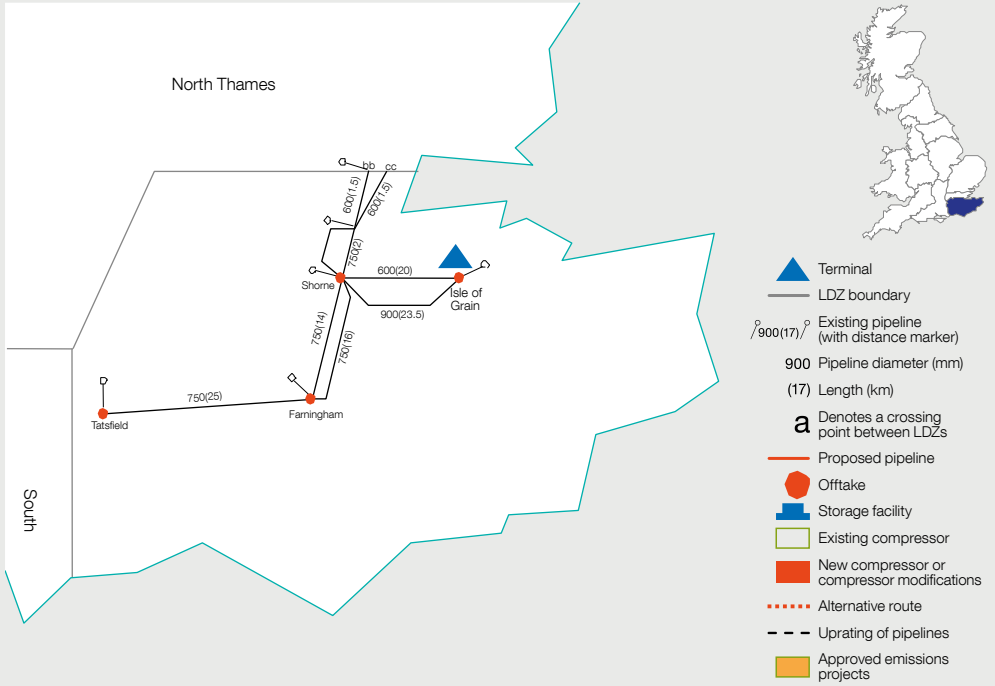 North Thames
bb cc
600(1.5)
600(1.5)
750(2)
600(20)
Shorne
Isle of
Grain
900(23.5)
750(14)
750(16)
750(25)
Tatsfield
Farningham
South
Terminal
LDZ boundary
900(17)
Existing pipeline
(with distance marker)
900 Pipeline diameter (mm)
(17) Length (km)
a Denotes a crossing
point between LDZs
Proposed pipeline
Offtake
Storage facility
Existing compressor
New compressor or
compressor modifications
Alternative route
Uprating of pipelines
Approved emissions
projects